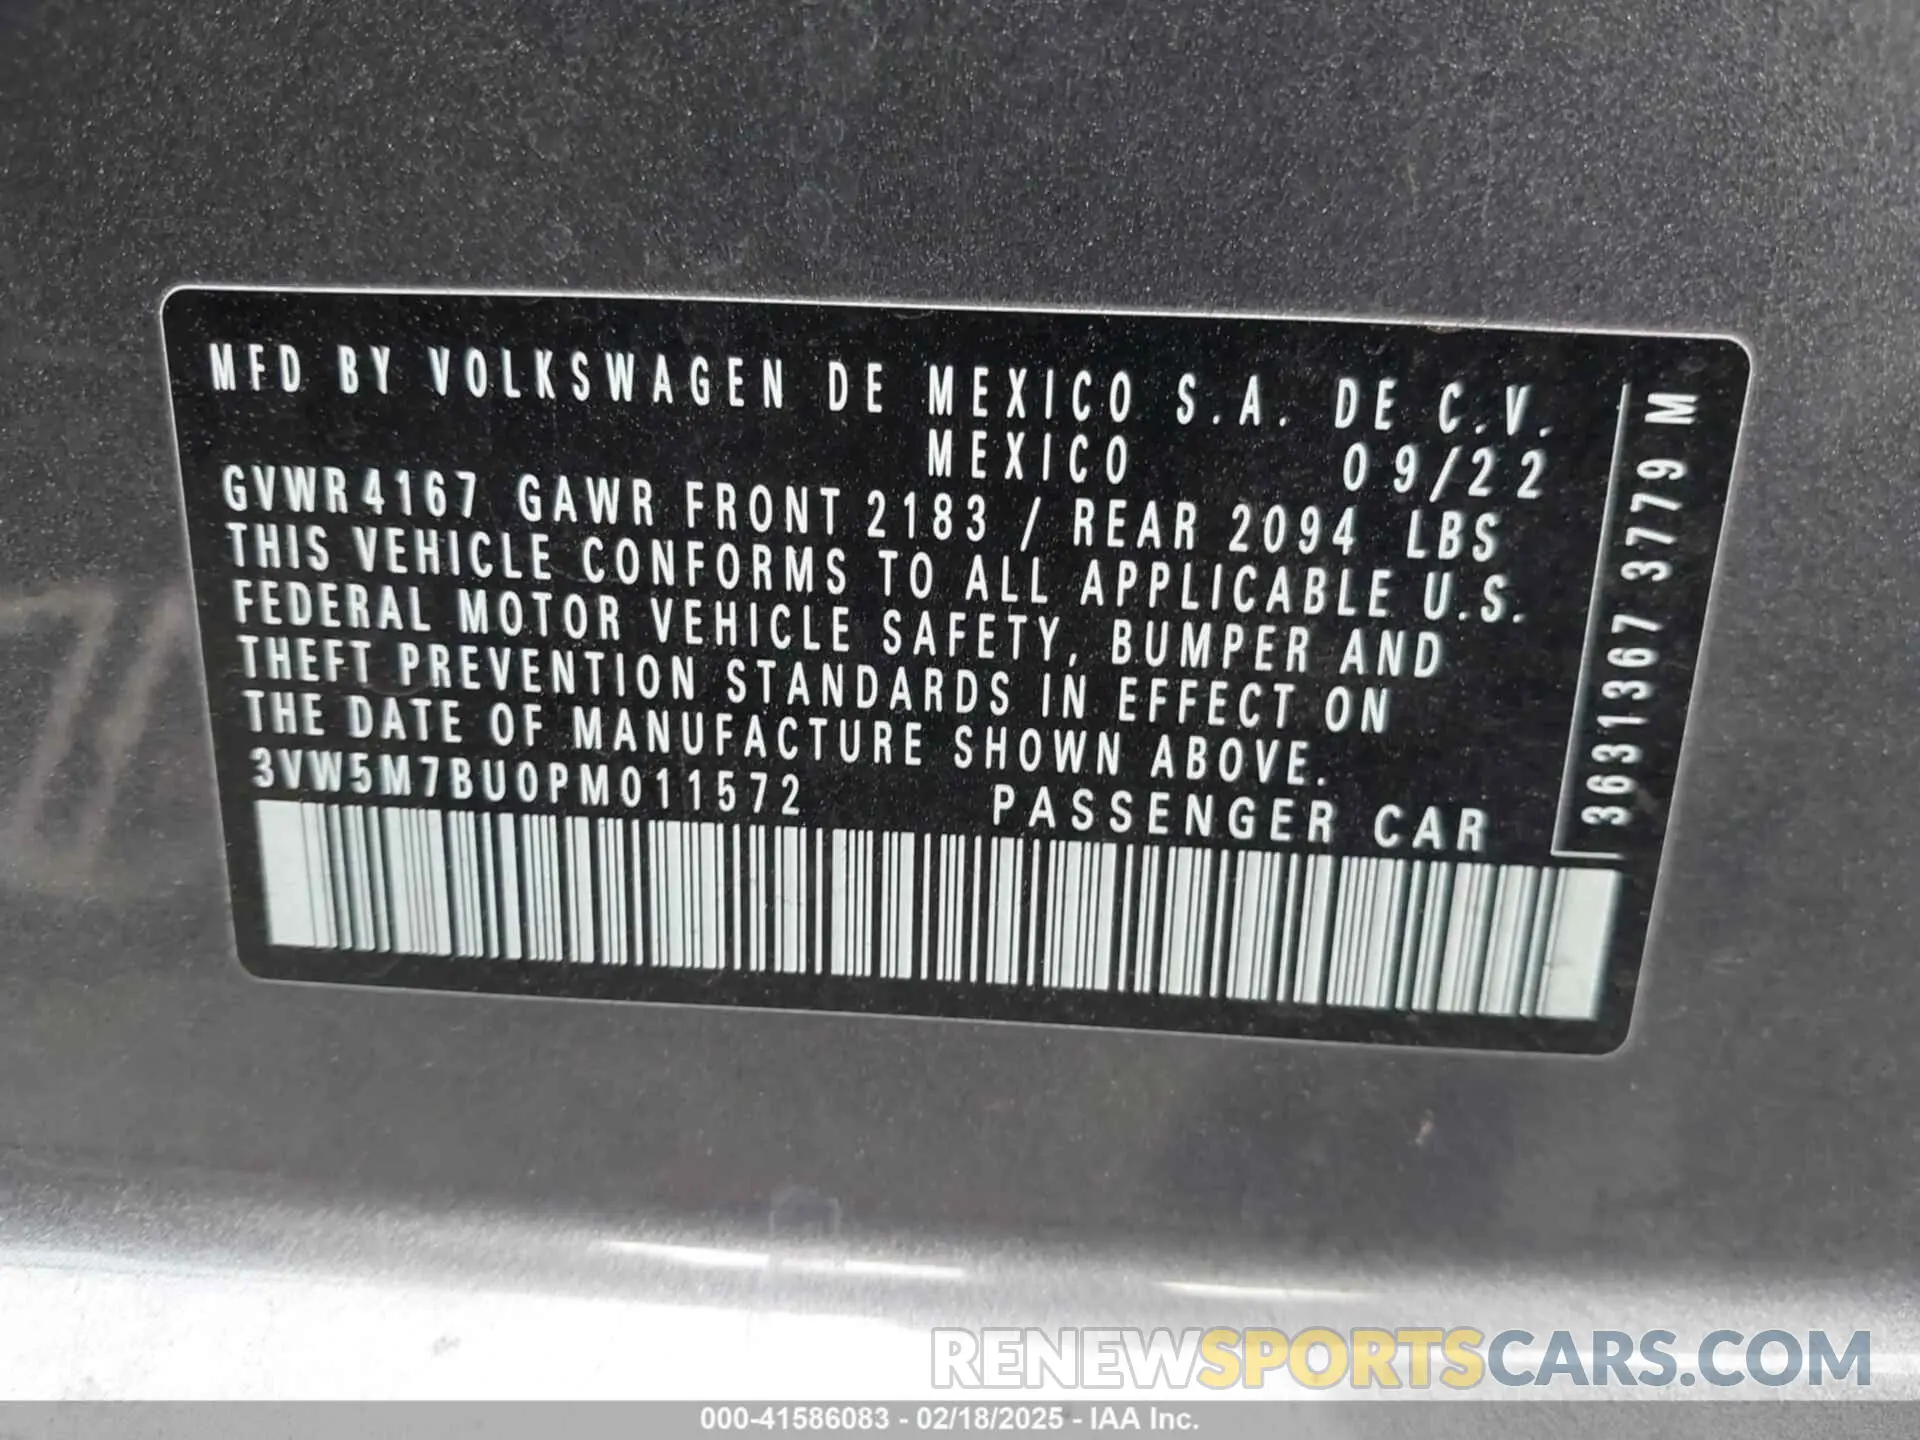 MFD BY VOLKSWAGEN DE MEXICO S.A. DE C.V.
MEXICO 09/22
GVWR 4167 GAWR FRONT 2183 / REAR 2094 LBS
THIS VEHICLE CONFORMS TO ALL APPLICABLE U.S.
FEDERAL MOTOR VEHICLE SAFETY, BUMPER AND
THEFT PREVENTION STANDARDS IN EFFECT ON
THE DATE OF MANUFACTURE SHOWN ABOVE.
3VW5M7BU0PM011572 PASSENGER CAR
3631367 3779 M
RENEWSPORTSCARS.COM
000-41586083 - 02/18/2025 - IAA Inc.